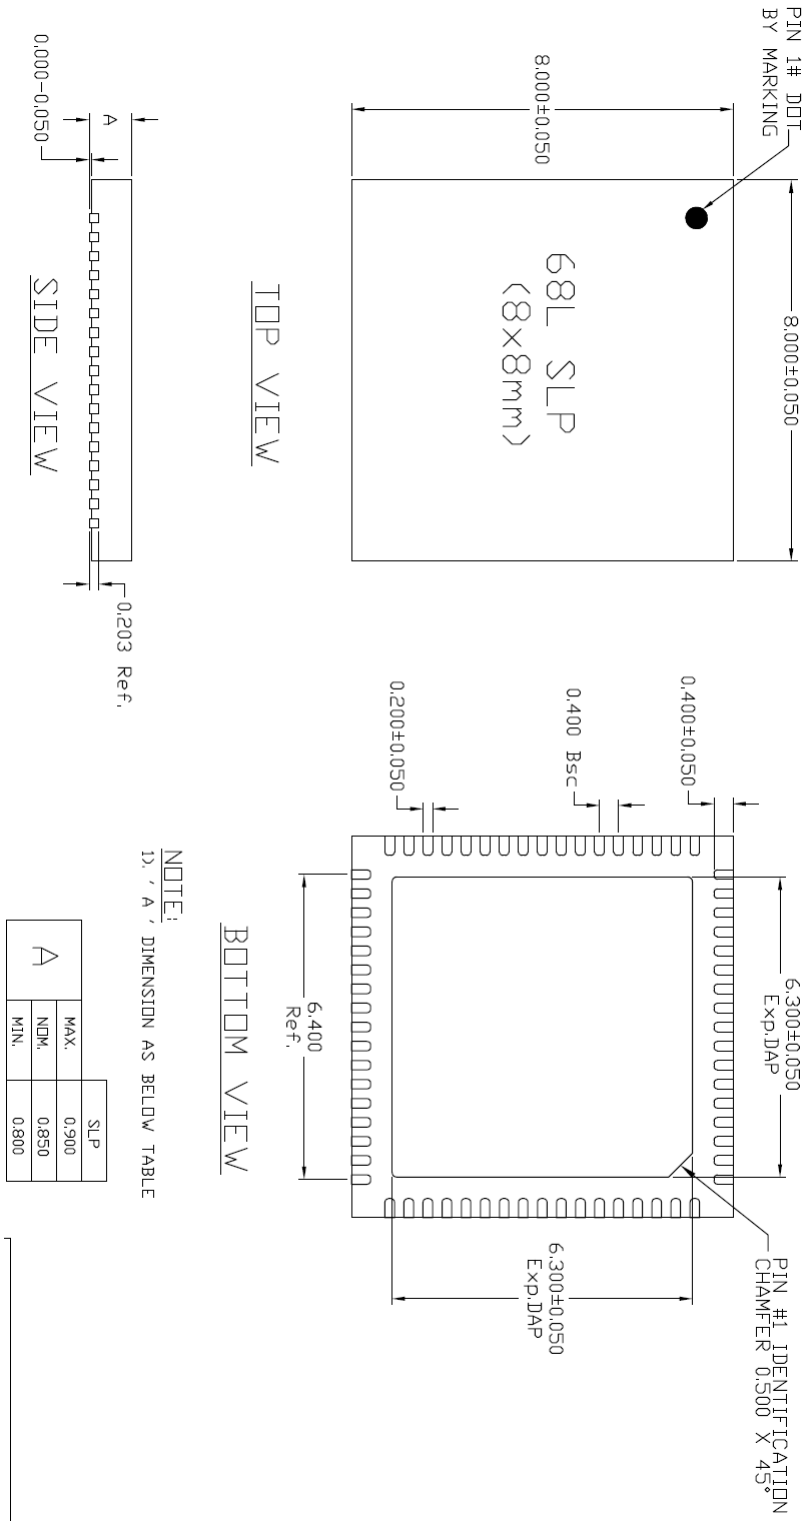 PIN 1# DOT
BY MARKING
8.000±0.050
8.000±0.050
68L SLP
(8x8mm)
TOP VIEW
A
0.000-0.050
0.203 Ref.
SIDE VIEW
6.300±0.050
Exp.DAP
PIN #1 IDENTIFICATION
CHAMFER 0.500 X 45°
0.400±0.050
0.400 Bsc
0.200±0.050
6.300±0.050
Exp.DAP
6.400
Ref.
BOTTOM VIEW
NOTE:
1). ' A ' DIMENSION AS BELOW TABLE
SLP
A
MAX. 0.900
NOM. 0.850
MIN. 0.800